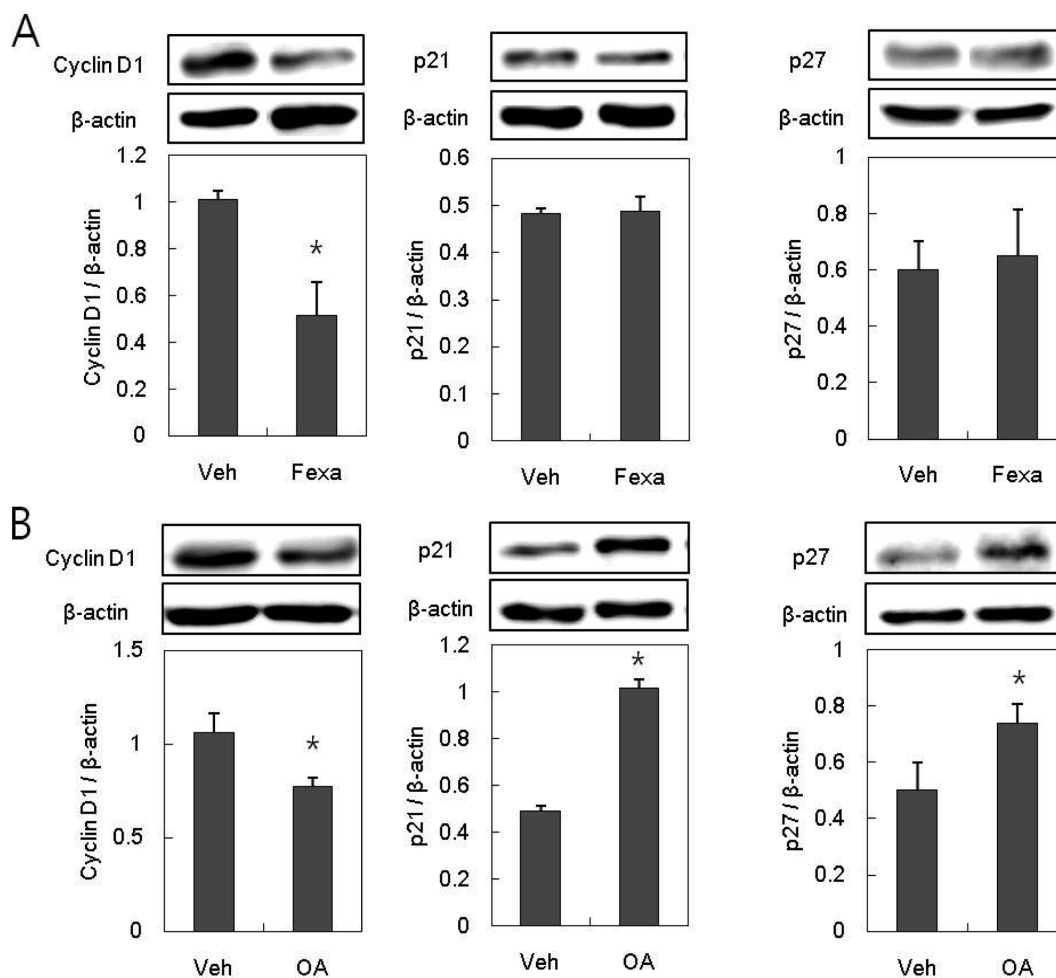 A
Cyclin D1
p21
p27
β-actin
β-actin
β-actin
Cyclin D1 / β-actin
1.2
1
0.8
0.6
0.4
0.2
0
*
Veh Fexa
p21 / β-actin
0.6
0.5
0.4
0.3
0.2
0.1
0
Veh Fexa
p27 / β-actin
1
0.8
0.6
0.4
0.2
0
Veh Fexa
B
Cyclin D1
p21
p27
β-actin
β-actin
β-actin
Cyclin D1 / β-actin
1.5
1
0.5
0
*
Veh OA
p21 / β-actin
1.2
1
0.8
0.6
0.4
0.2
0
*
Veh OA
p27 / β-actin
1
0.8
0.6
0.4
0.2
0
*
Veh OA